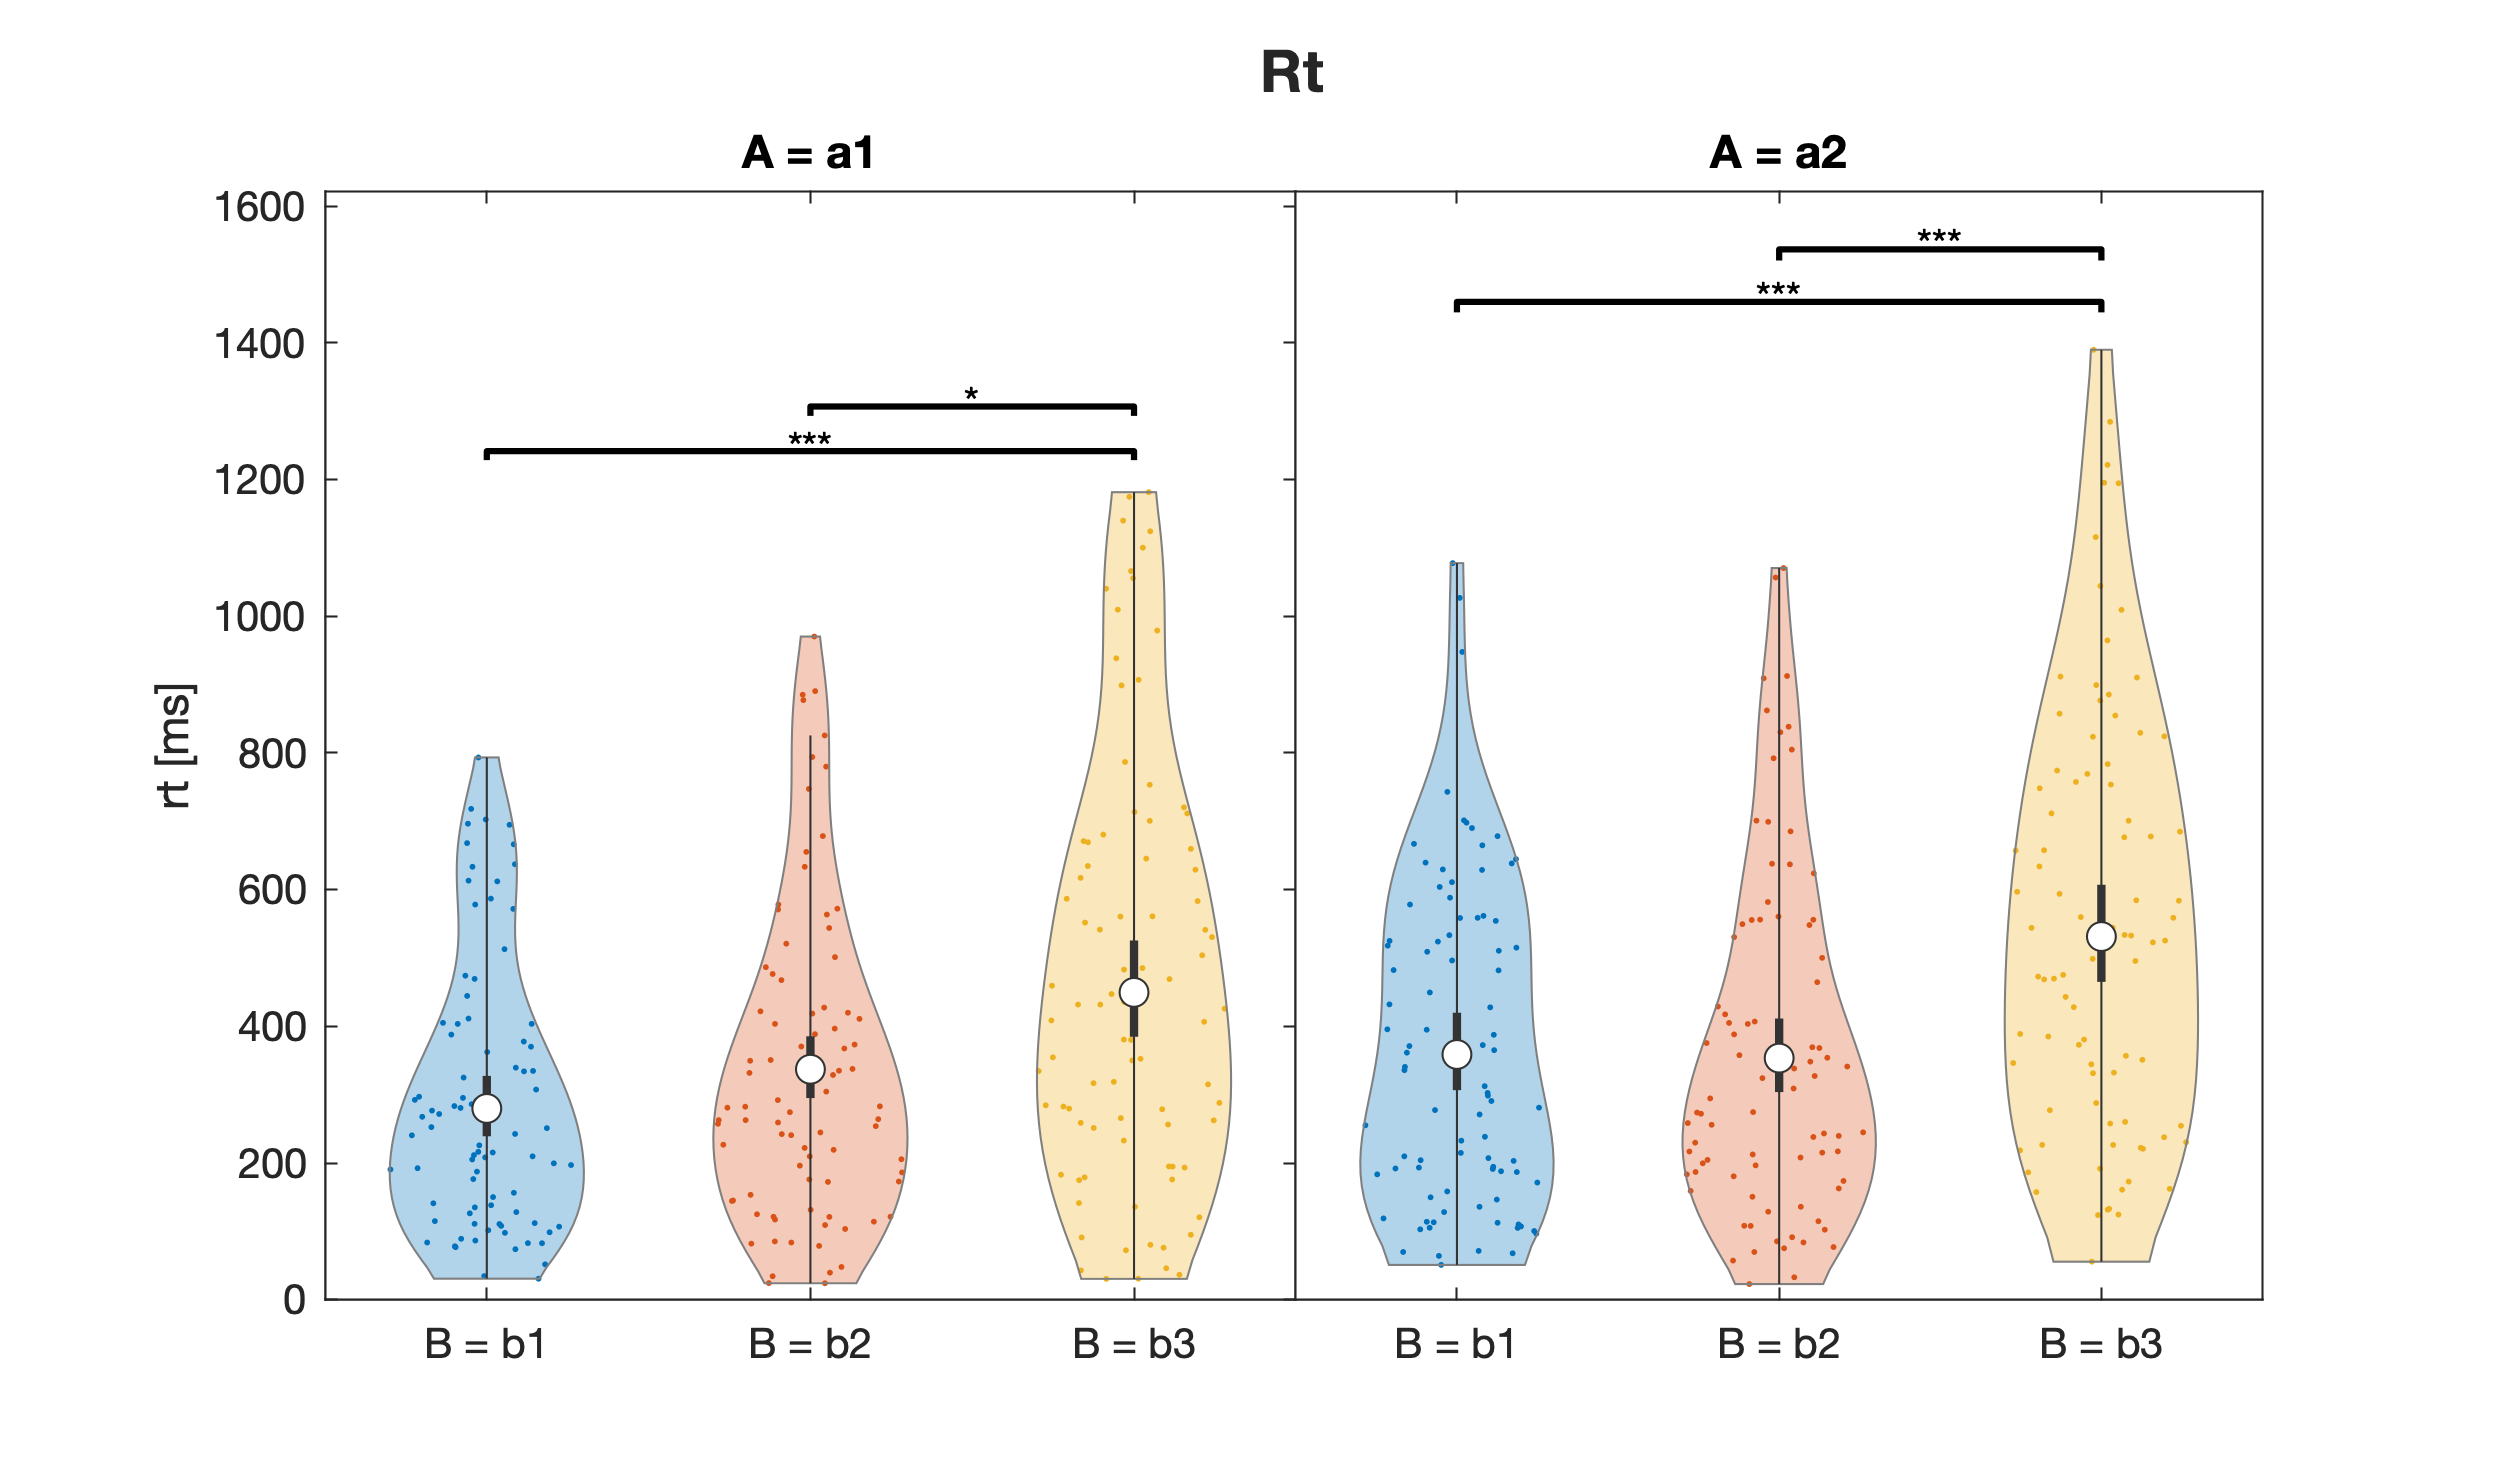 Rt
A = a1
A = a2
1600
1400
1200
1000
800
600
400
200
0
rt [ms]
***
***
*
***
B = b1
B = b2
B = b3
B = b1
B = b2
B = b3